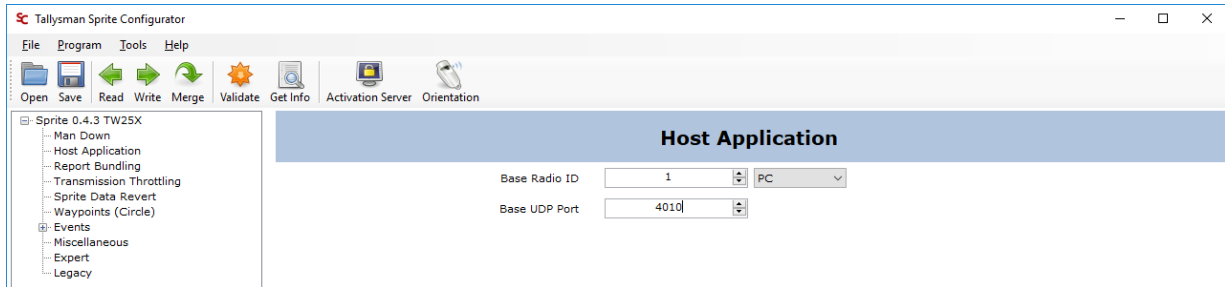 SC Tallysman Sprite Configurator
File Program Tools Help
Open Save Read Write Merge Validate Get Info Activation Server Orientation
Sprite 0.4.3 TW25X
Man Down
Host Application
Report Bundling
Transmission Throttling
Sprite Data Revert
Waypoints (Circle)
Events
Miscellaneous
Expert
Legacy
Host Application
Base Radio ID 1 PC
Base UDP Port 4010